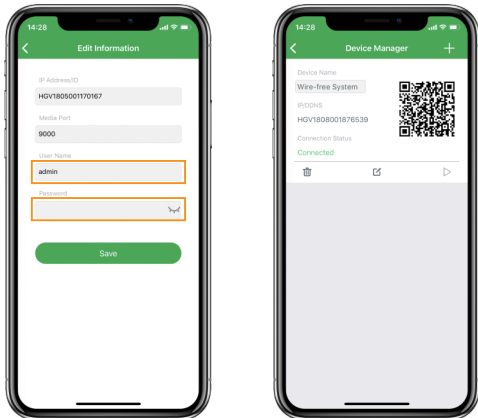 14:28
Edit Information
IP Address/ID
HGV1805001170167
Media Port
9000
User Name
admin
Password
Save
14:28
Device Manager
Device Name
Wire-free System
IP/DDNS
HGV1808001876539
Connection Status
Connected